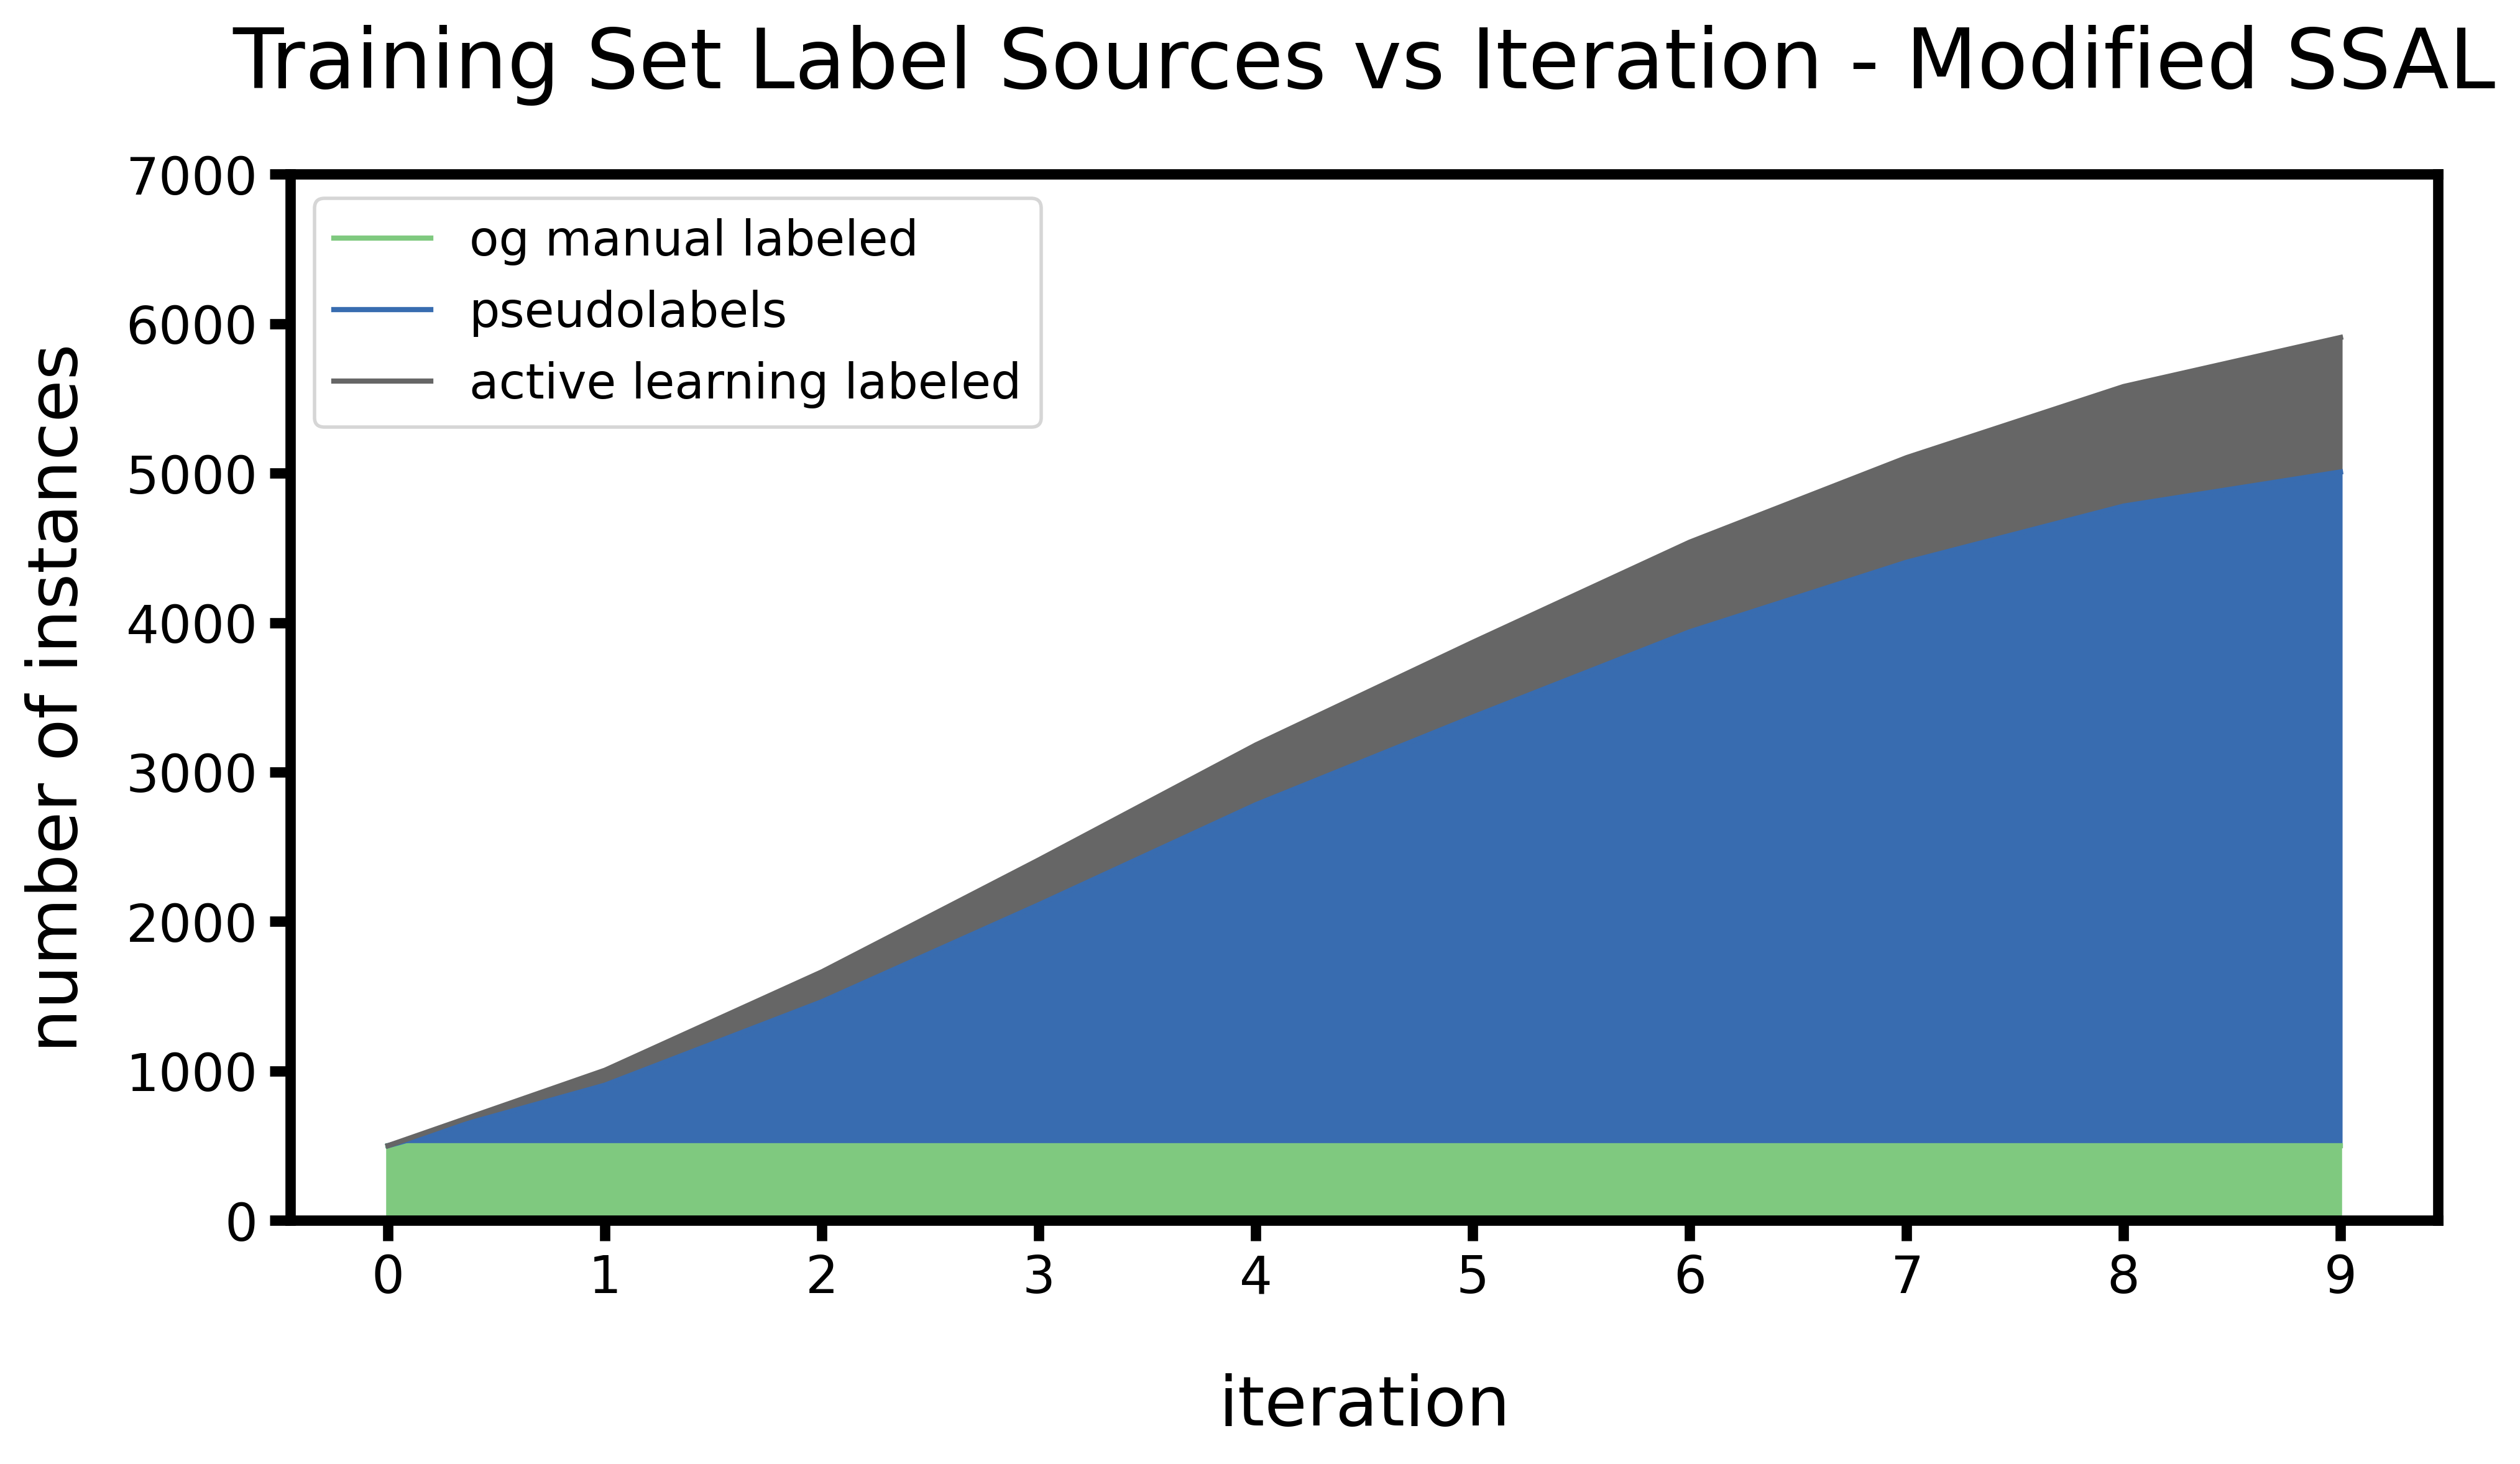 Training Set Label Sources vs Iteration - Modified SSAL
7000
6000
5000
4000
3000
2000
1000
0
number of instances
og manual labeled
pseudolabels
active learning labeled
0 1 2 3 4 5 6 7 8 9
iteration